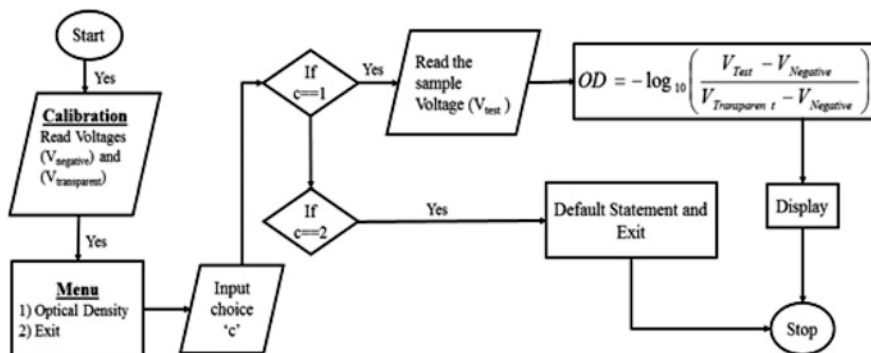 Start
Yes
Calibration
Read Voltages
(Vnegative) and
(Vtransparent)
Yes
Menu
1) Optical Density
2) Exit
Input
choice
‘c’
If
c==1
Yes
Read the
sample
Voltage (Vtest )
OD = −log10 ( (VTest − VNegative) / (VTransparen t − VNegative) )
Display
If
c==2
Yes
Default Statement and
Exit
Stop